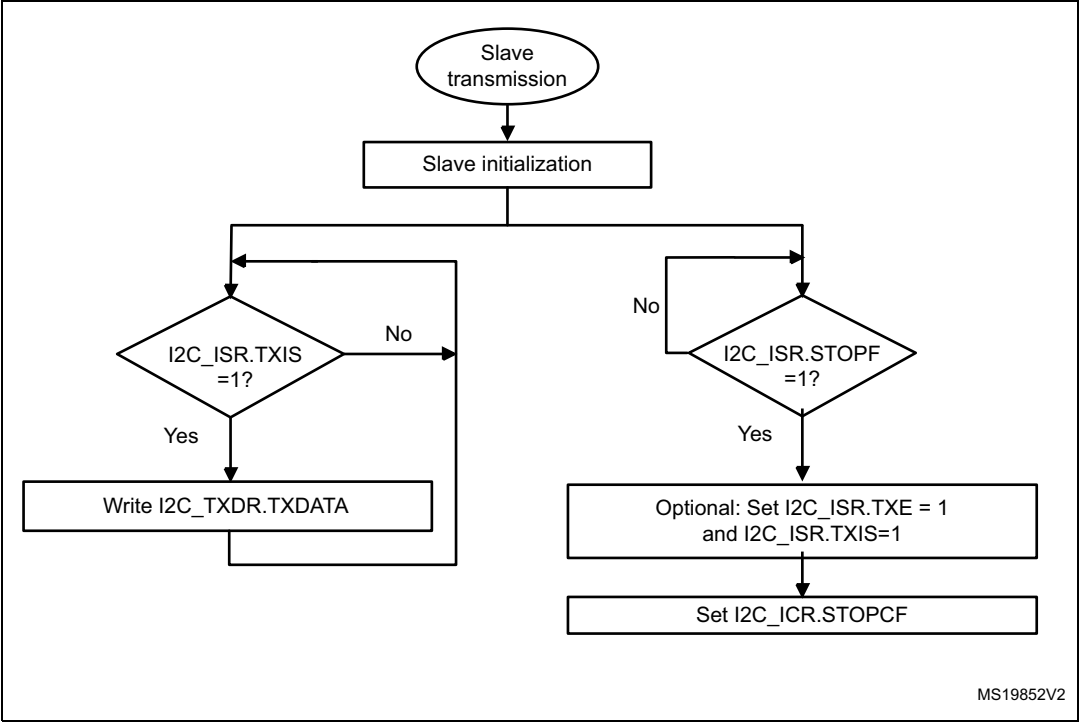 Slave
transmission
Slave initialization
I2C_ISR.TXIS
=1?
No
Yes
Write I2C_TXDR.TXDATA
No
I2C_ISR.STOPF
=1?
Yes
Optional: Set I2C_ISR.TXE = 1
and I2C_ISR.TXIS=1
Set I2C_ICR.STOPCF
MS19852V2